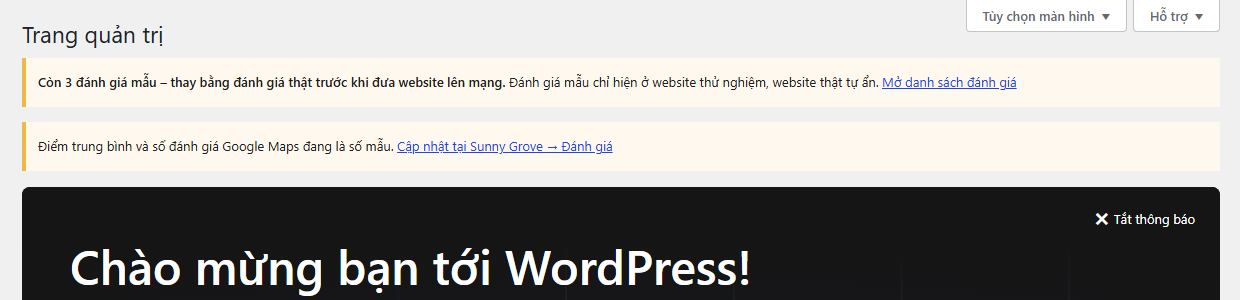 Tùy chọn màn hình ▼
Hỗ trợ ▼
Trang quản trị
Còn 3 đánh giá mẫu – thay bằng đánh giá thật trước khi đưa website lên mạng. Đánh giá mẫu chỉ hiện ở website thử nghiệm, website thật tự ẩn. Mở danh sách đánh giá
Điểm trung bình và số đánh giá Google Maps đang là số mẫu. Cập nhật tại Sunny Grove → Đánh giá
Tắt thông báo
Chào mừng bạn tới WordPress!